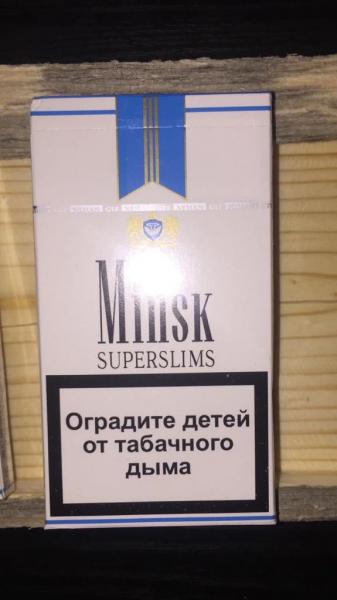 Minsk
SUPERSLIMS
Оградите детей
от табачного
дыма